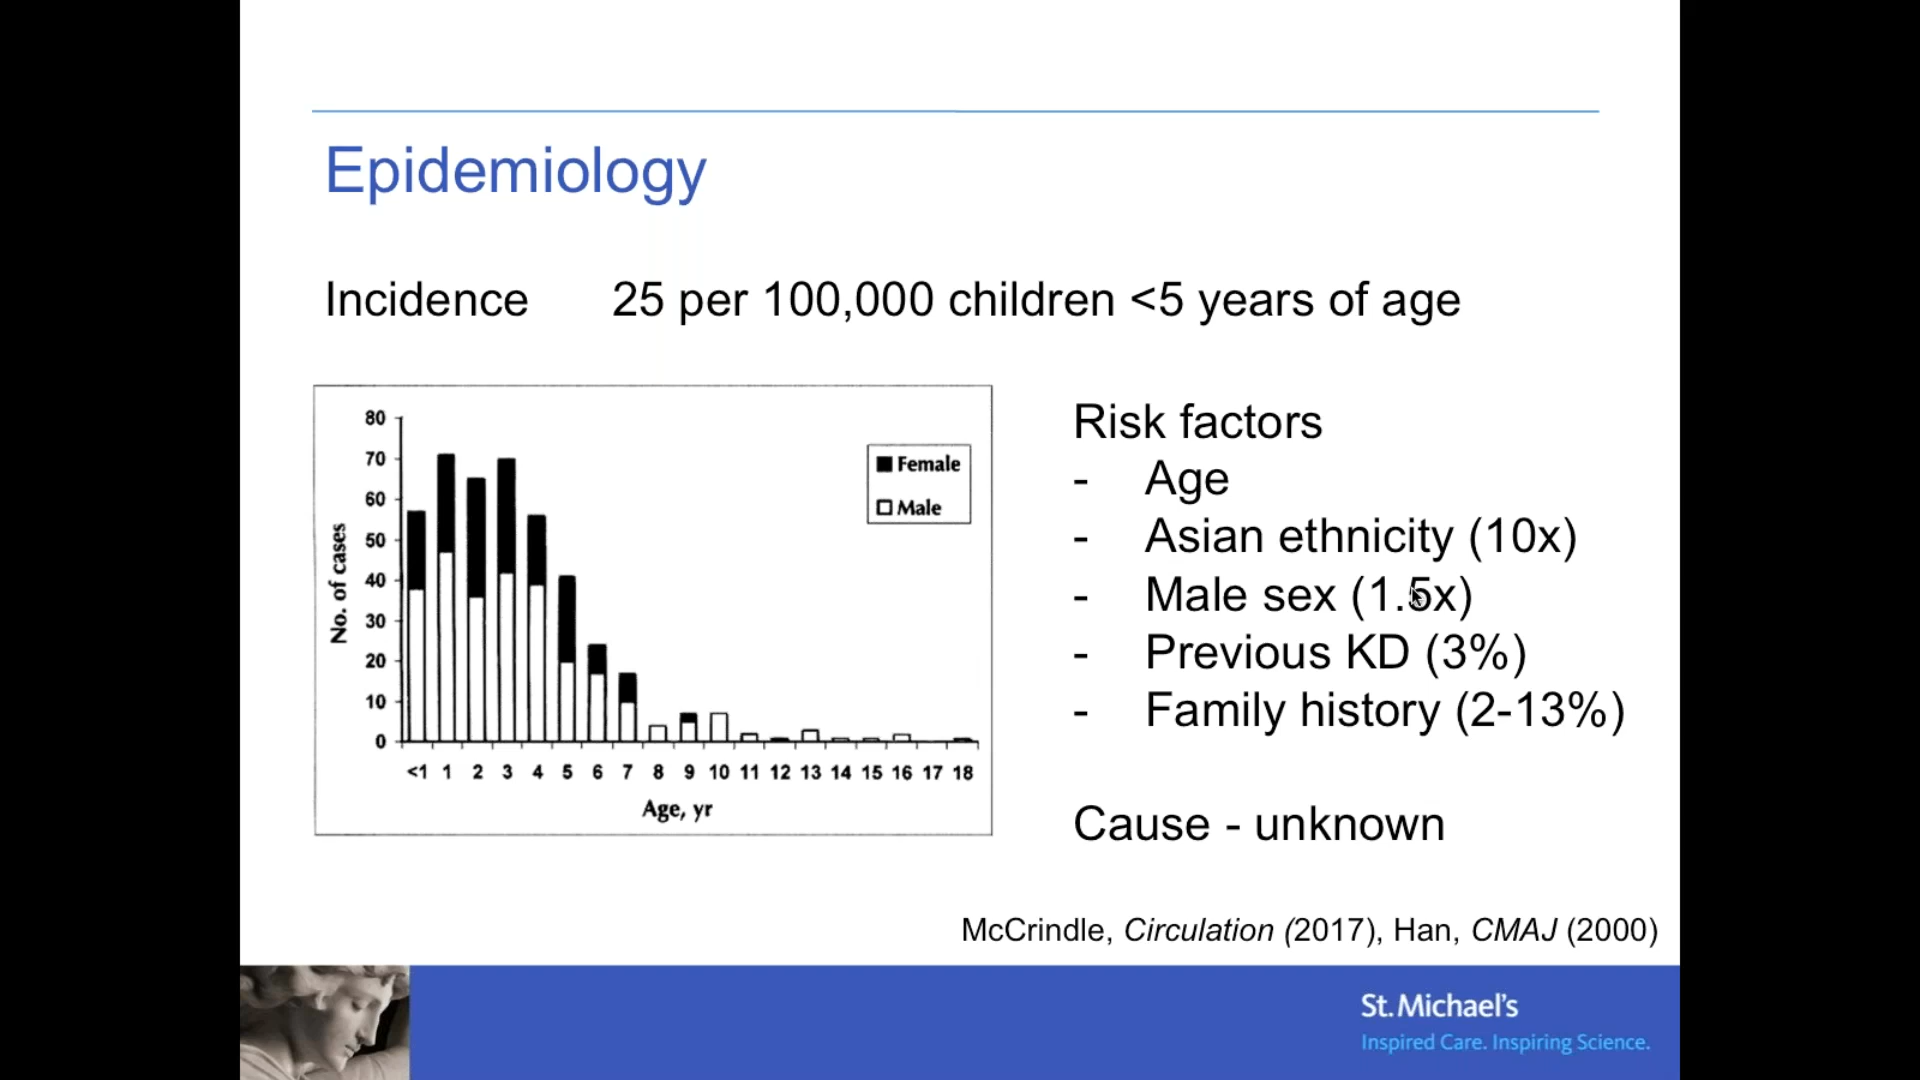 Epidemiology
Incidence 25 per 100,000 children <5 years of age
80
70
60
50
40
30
20
10
0
No. of cases
Female
Male
<1 1 2 3 4 5 6 7 8 9 10 11 12 13 14 15 16 17 18
Age, yr
Risk factors
- Age
- Asian ethnicity (10x)
- Male sex (1.5x)
- Previous KD (3%)
- Family history (2-13%)
Cause - unknown
McCrindle, Circulation (2017), Han, CMAJ (2000)
St. Michael's
Inspired Care. Inspiring Science.